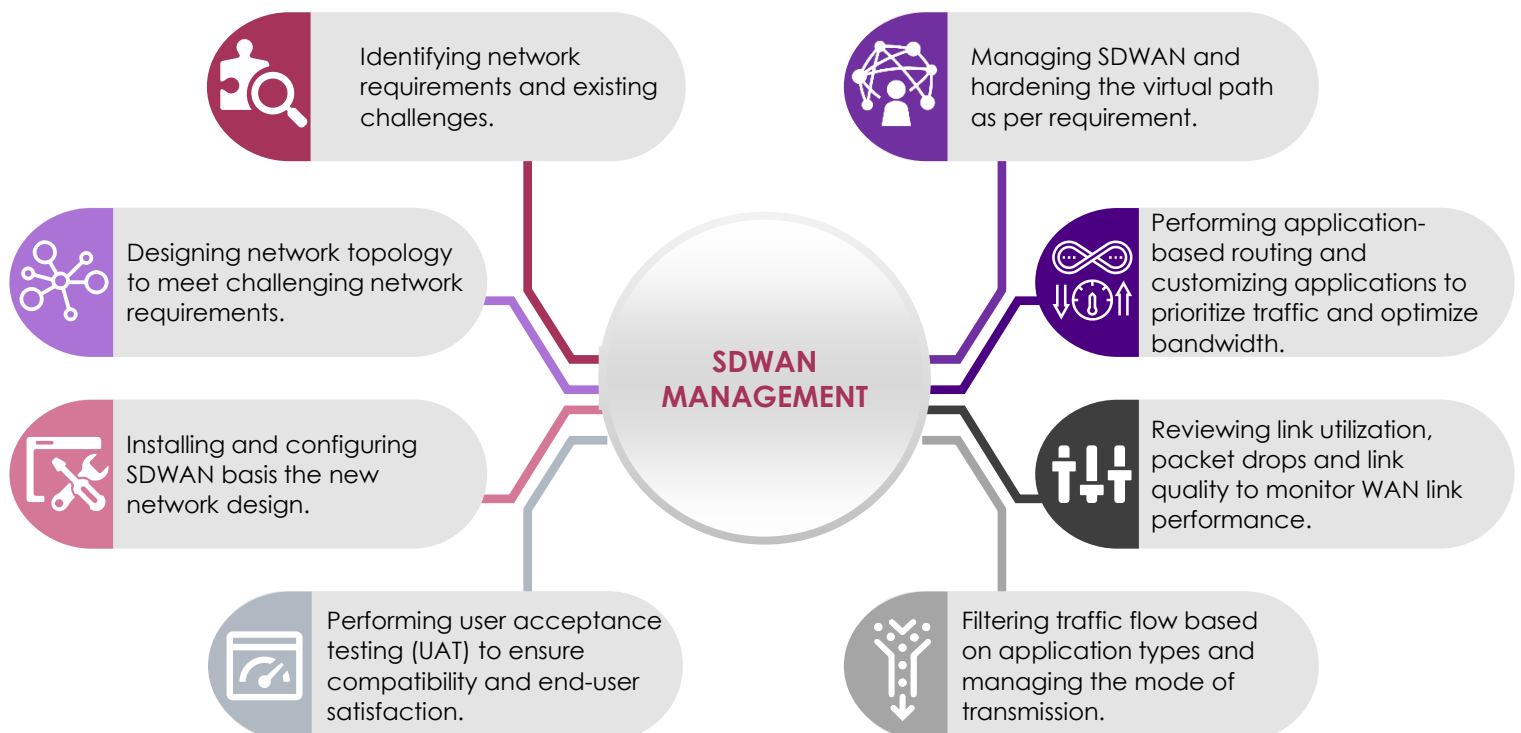 Identifying network
requirements and existing
challenges.
Designing network topology
to meet challenging network
requirements.
Installing and configuring
SDWAN basis the new
network design.
Performing user acceptance
testing (UAT) to ensure
compatibility and end-user
satisfaction.
SDWAN
MANAGEMENT
Managing SDWAN and
hardening the virtual path
as per requirement.
Performing application-
based routing and
customizing applications to
prioritize traffic and optimize
bandwidth.
Reviewing link utilization,
packet drops and link
quality to monitor WAN link
performance.
Filtering traffic flow based
on application types and
managing the mode of
transmission.